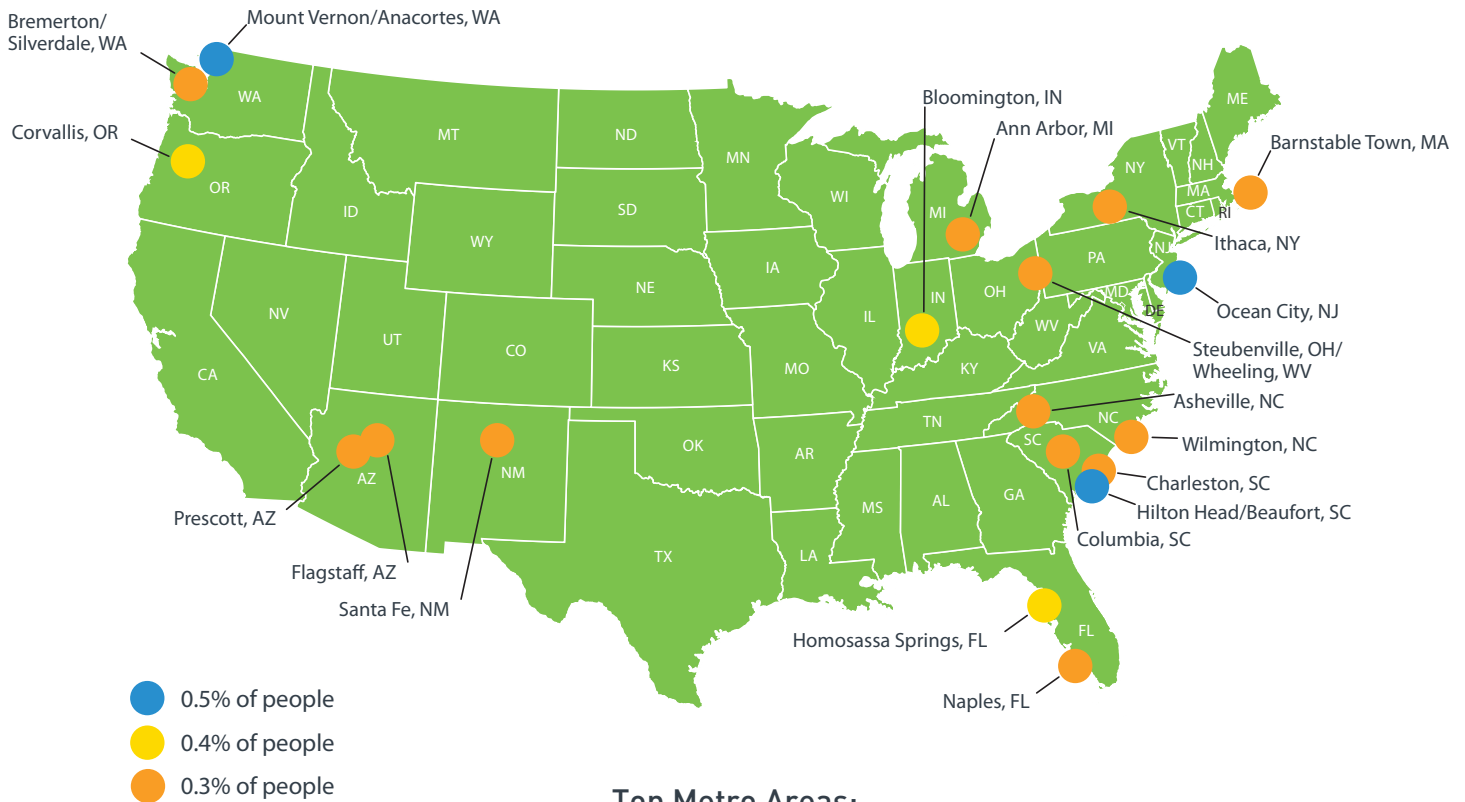 Bremerton/
Silverdale, WA
Mount Vernon/Anacortes, WA
Corvallis, OR
Bloomington, IN
Ann Arbor, MI
Barnstable Town, MA
Ithaca, NY
Ocean City, NJ
Steubenville, OH/
Wheeling, WV
Asheville, NC
Wilmington, NC
Charleston, SC
Hilton Head/Beaufort, SC
Columbia, SC
Prescott, AZ
Flagstaff, AZ
Santa Fe, NM
Homosassa Springs, FL
Naples, FL
WA
OR
ID
MT
ND
MN
WI
MI
NY
VT
NH
ME
MA
CT
RI
SD
WY
NE
IA
IL
IN
OH
PA
NJ
MD
DE
WV
VA
NV
UT
CO
KS
MO
KY
CA
AZ
NM
OK
AR
TN
NC
SC
MS
AL
GA
TX
LA
FL
0.5% of people
0.4% of people
0.3% of people
Top Metro Areas: